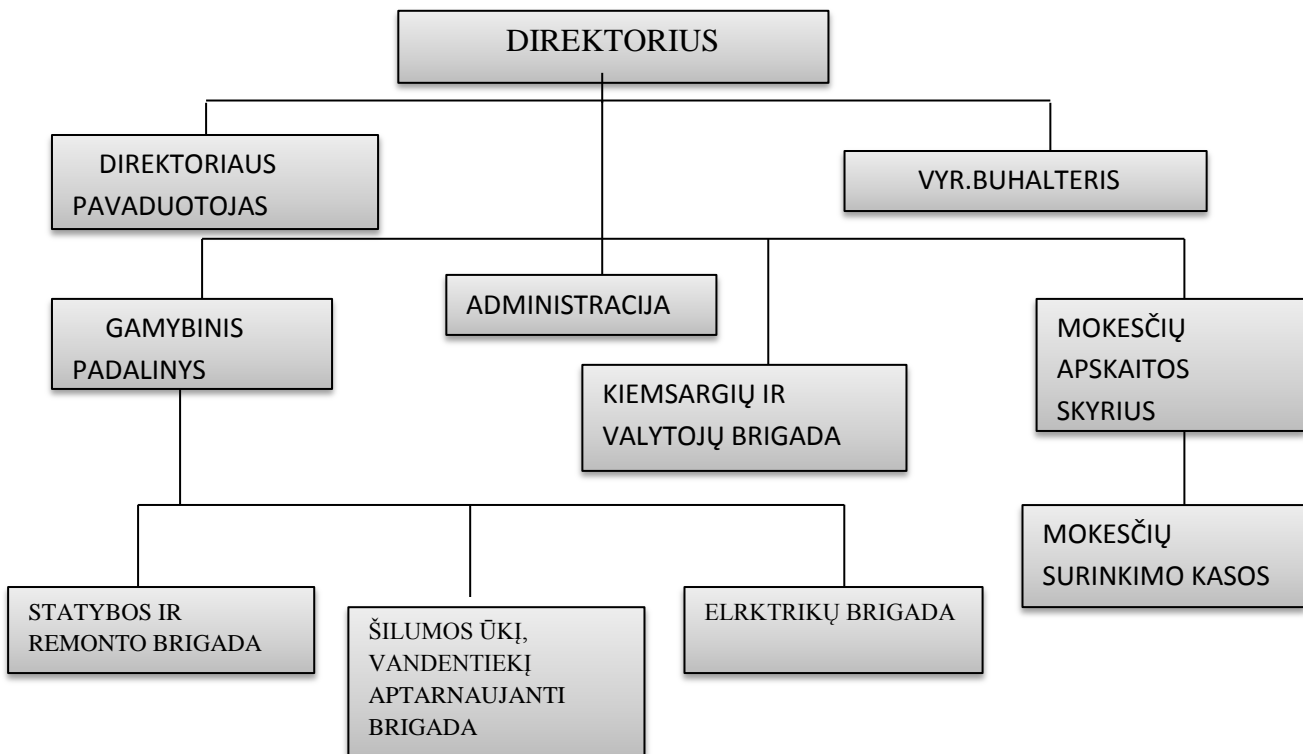 DIREKTORIUS
DIREKTORIAUS
PAVADUOTOJAS
VYR.BUHALTERIS
GAMYBINIS
PADALINYS
ADMINISTRACIJA
KIEMSARGIŲ IR
VALYTOJŲ BRIGADA
MOKESČIŲ
APSKAITOS
SKYRIUS
MOKESČIŲ
SURINKIMO KASOS
STATYBOS IR
REMONTO BRIGADA
ŠILUMOS ŪKĮ,
VANDENTIEKĮ
APTARNAUJANTI
BRIGADA
ELRKTRIKŲ BRIGADA